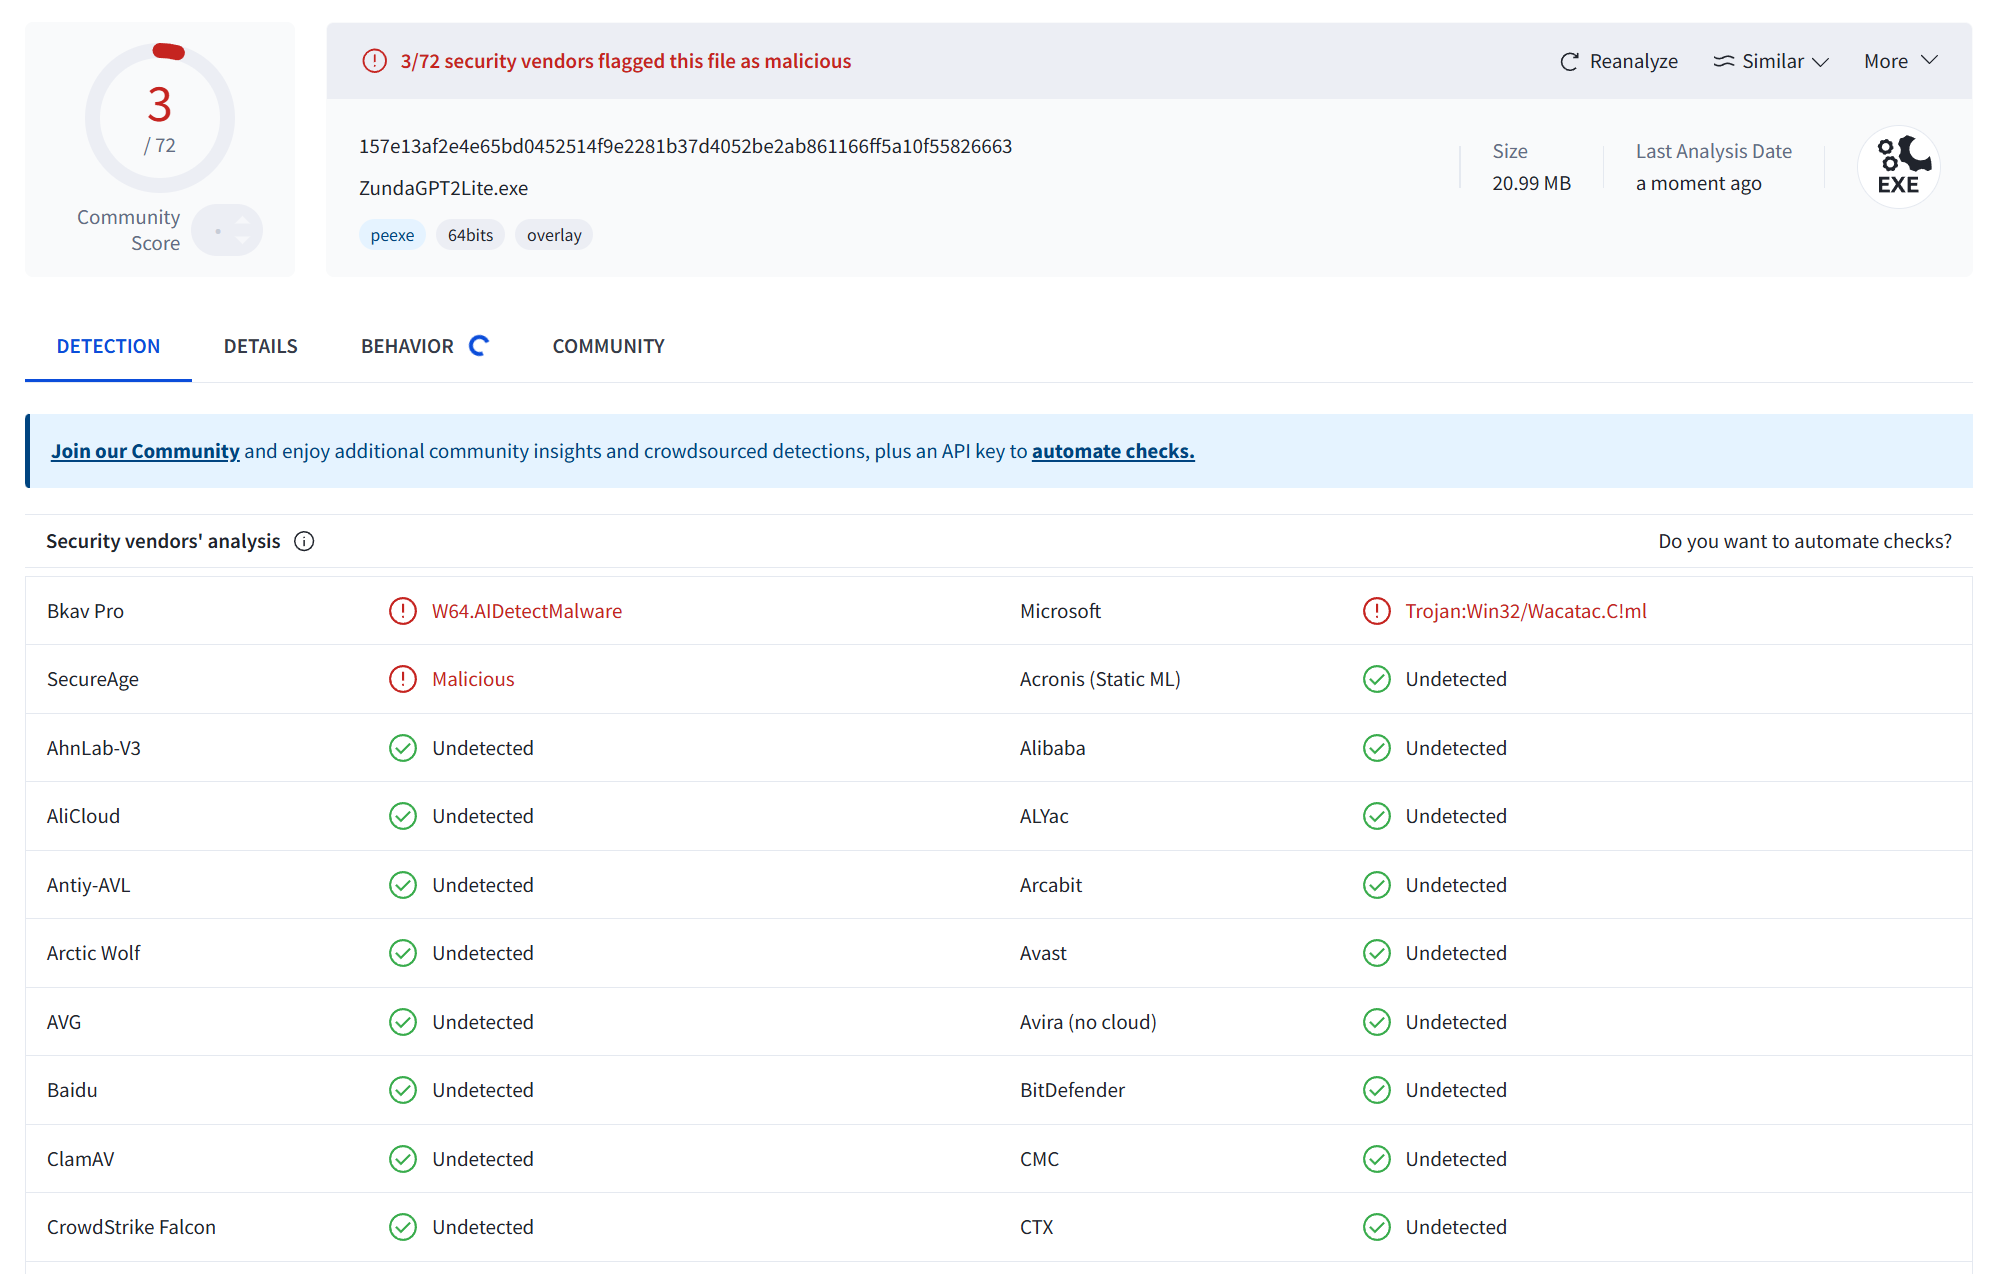 3
/ 72
Community
Score
3/72 security vendors flagged this file as malicious
Reanalyze
Similar
More
157e13af2e4e65bd0452514f9e2281b37d4052be2ab861166ff5a10f55826663
ZundaGPT2Lite.exe
peexe 64bits overlay
Size
20.99 MB
Last Analysis Date
a moment ago
EXE
DETECTION DETAILS BEHAVIOR COMMUNITY
Join our Community and enjoy additional community insights and crowdsourced detections, plus an API key to automate checks.
Security vendors' analysis Do you want to automate checks?
Bkav Pro W64.AIDetectMalware Microsoft Trojan:Win32/Wacatac.C!ml
SecureAge Malicious Acronis (Static ML) Undetected
AhnLab-V3 Undetected Alibaba Undetected
AliCloud Undetected ALYac Undetected
Antiy-AVL Undetected Arcabit Undetected
Arctic Wolf Undetected Avast Undetected
AVG Undetected Avira (no cloud) Undetected
Baidu Undetected BitDefender Undetected
ClamAV Undetected CMC Undetected
CrowdStrike Falcon Undetected CTX Undetected